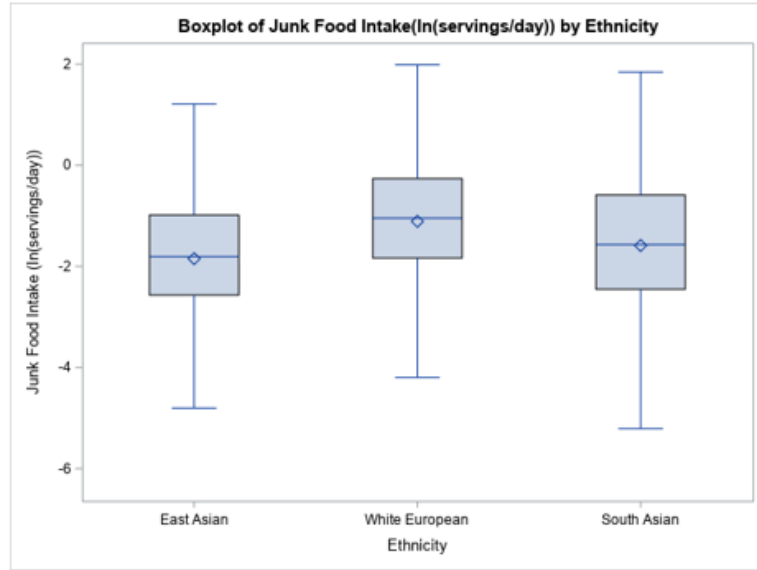 Boxplot of Junk Food Intake(ln(servings/day)) by Ethnicity
Junk Food Intake (ln(servings/day))
2
0
-2
-4
-6
East Asian
White European
South Asian
Ethnicity